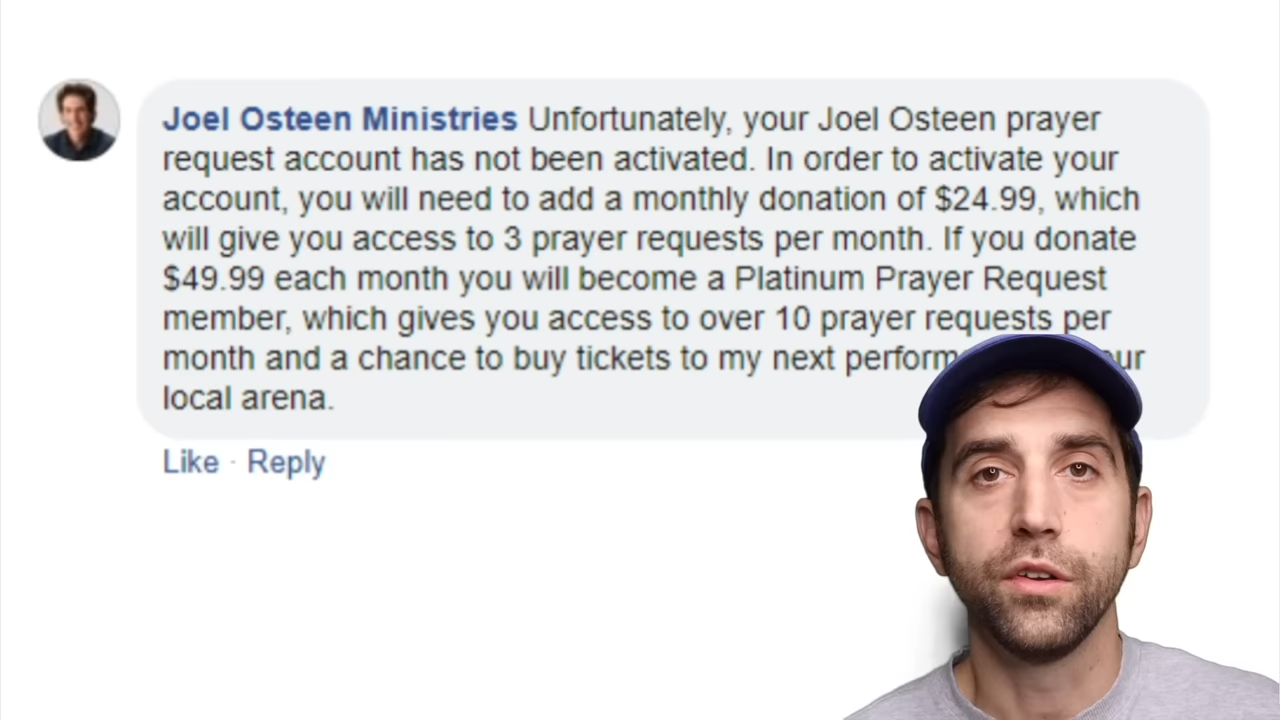 Joel Osteen Ministries Unfortunately, your Joel Osteen prayer
request account has not been activated. In order to activate your
account, you will need to add a monthly donation of $24.99, which
will give you access to 3 prayer requests per month. If you donate
$49.99 each month you will become a Platinum Prayer Request
member, which gives you access to over 10 prayer requests per
month and a chance to buy tickets to my next
local arena.
Like · Reply